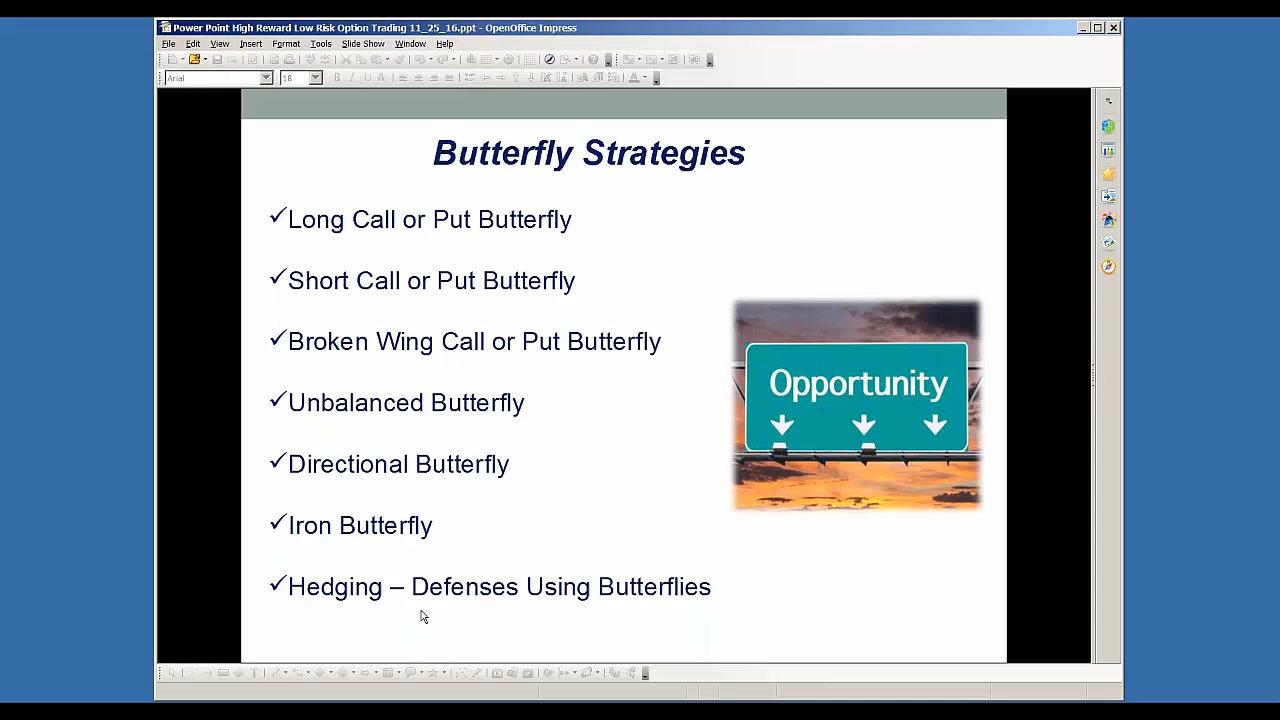 Power Point High Reward Low Risk Option Trading 11_25_16.ppt - OpenOffice Impress
File Edit View Insert Format Tools Slide Show Window Help
Arial 18
Butterfly Strategies
✓Long Call or Put Butterfly
✓Short Call or Put Butterfly
✓Broken Wing Call or Put Butterfly
Opportunity
✓Unbalanced Butterfly
✓Directional Butterfly
✓Iron Butterfly
✓Hedging – Defenses Using Butterflies